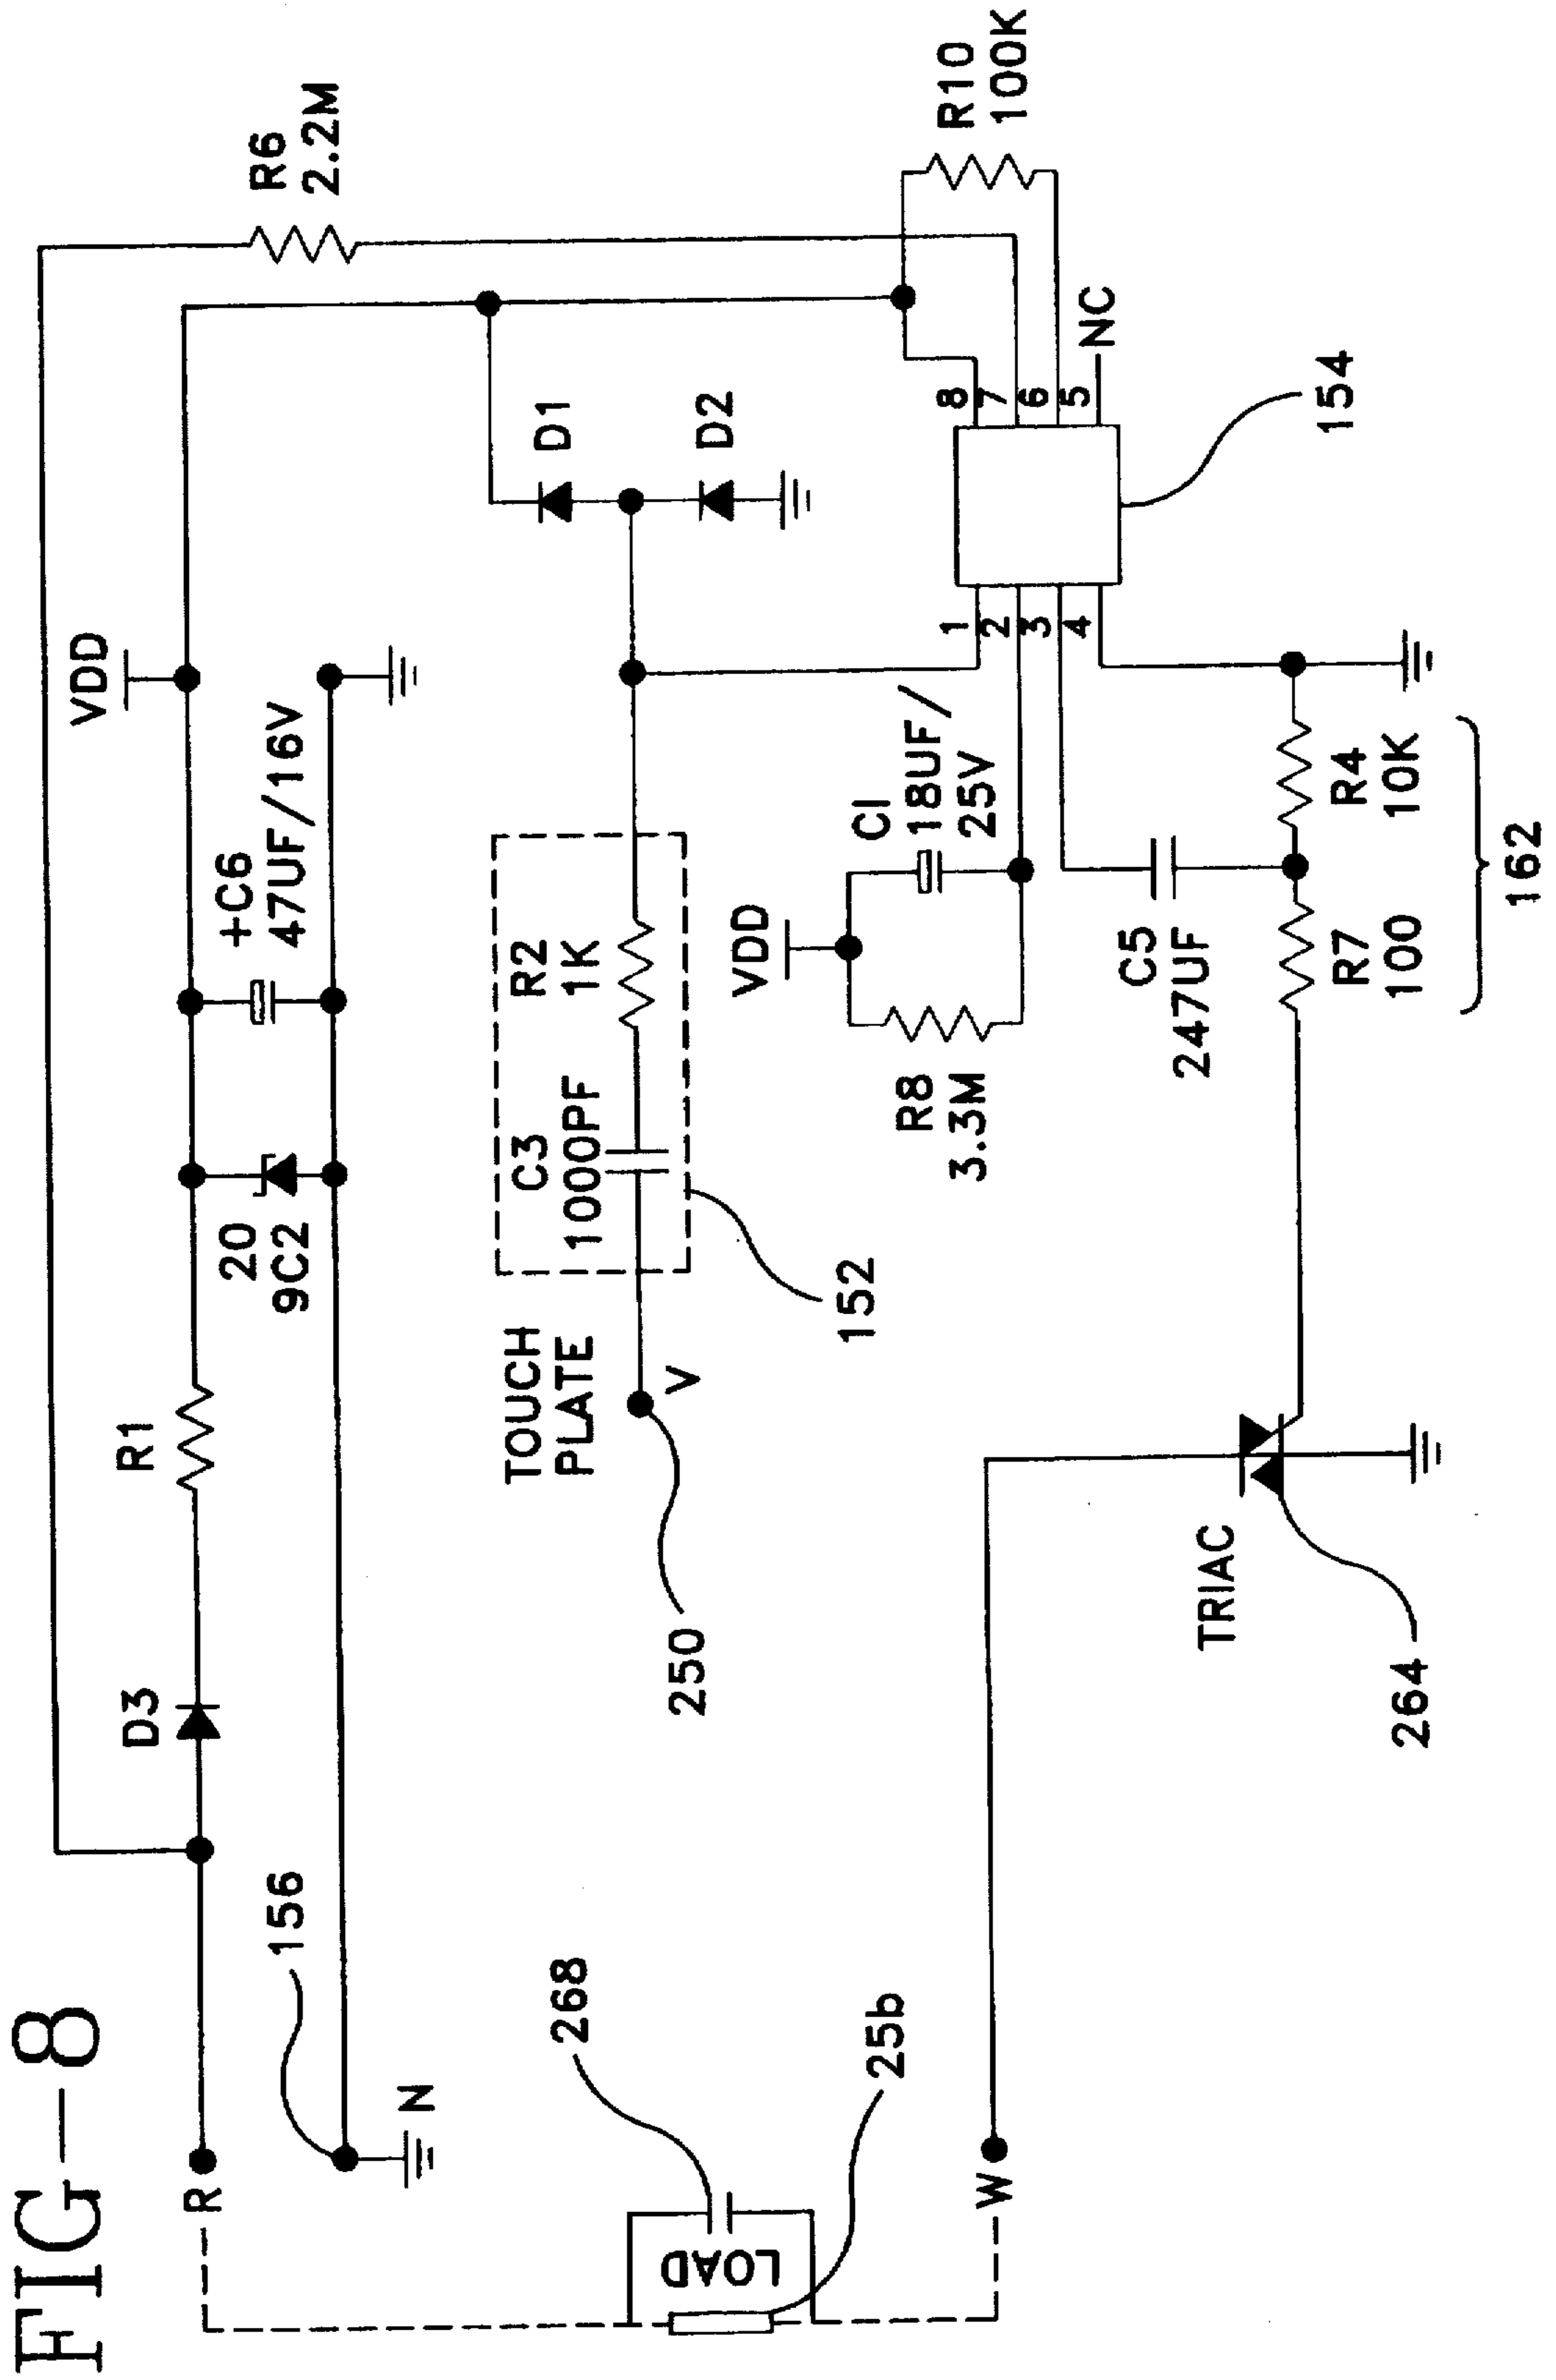 FIG-8
R
156
N
D3
R1
20
9C2
+C6
47UF/16V
VDD
R6
2.2M
268
LOAD
25b
W
250
TOUCH
PLATE
V
152
C3
1000PF
R2
1K
D1
D2
R8
3.3M
VDD
C1
18UF/
25V
1
2
3
4
8
7
6
5
NC
R10
100K
154
TRIAC
264
C5
247UF
R7
100
R4
10K
162